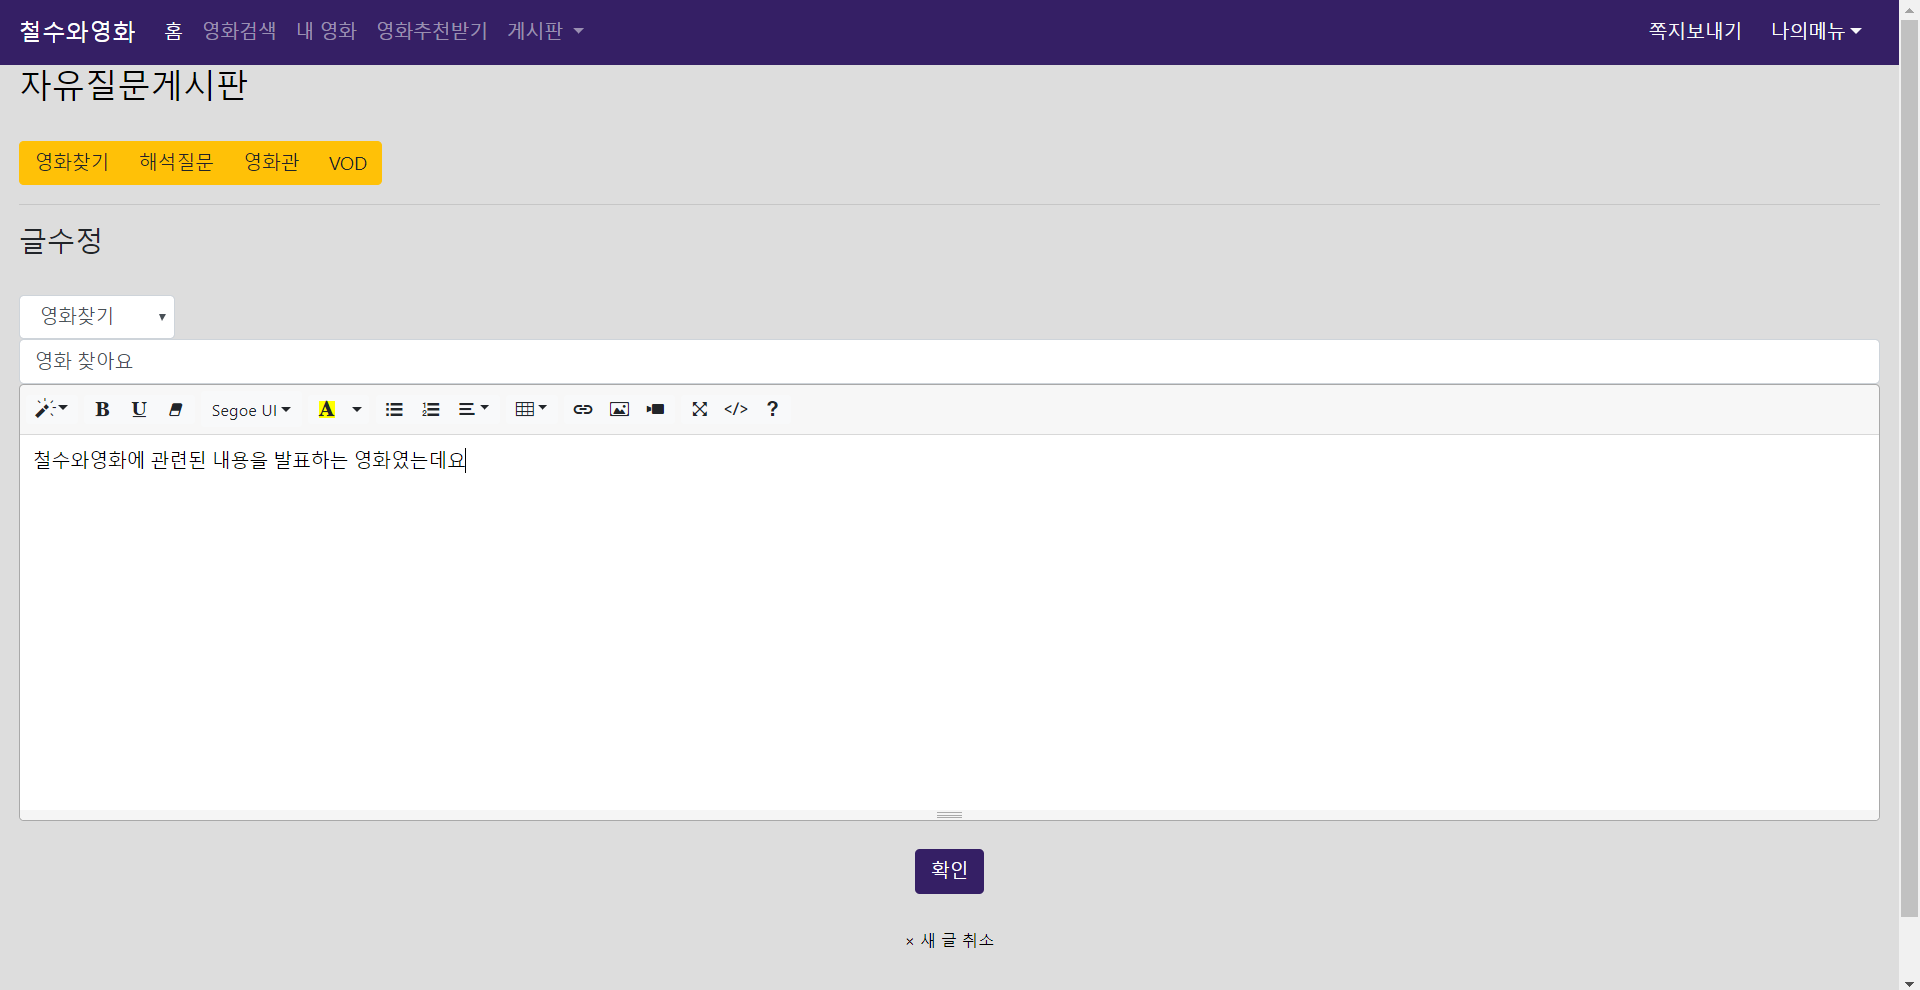 철수와영화 홈 영화검색 내 영화 영화추천받기 게시판 쪽지보내기 나의메뉴
자유질문게시판
영화찾기 해석질문 영화관 VOD
글수정
영화찾기
영화 찾아요
B U Segoe UI A </> ?
철수와영화에 관련된 내용을 발표하는 영화였는데요
확인
× 새 글 취소